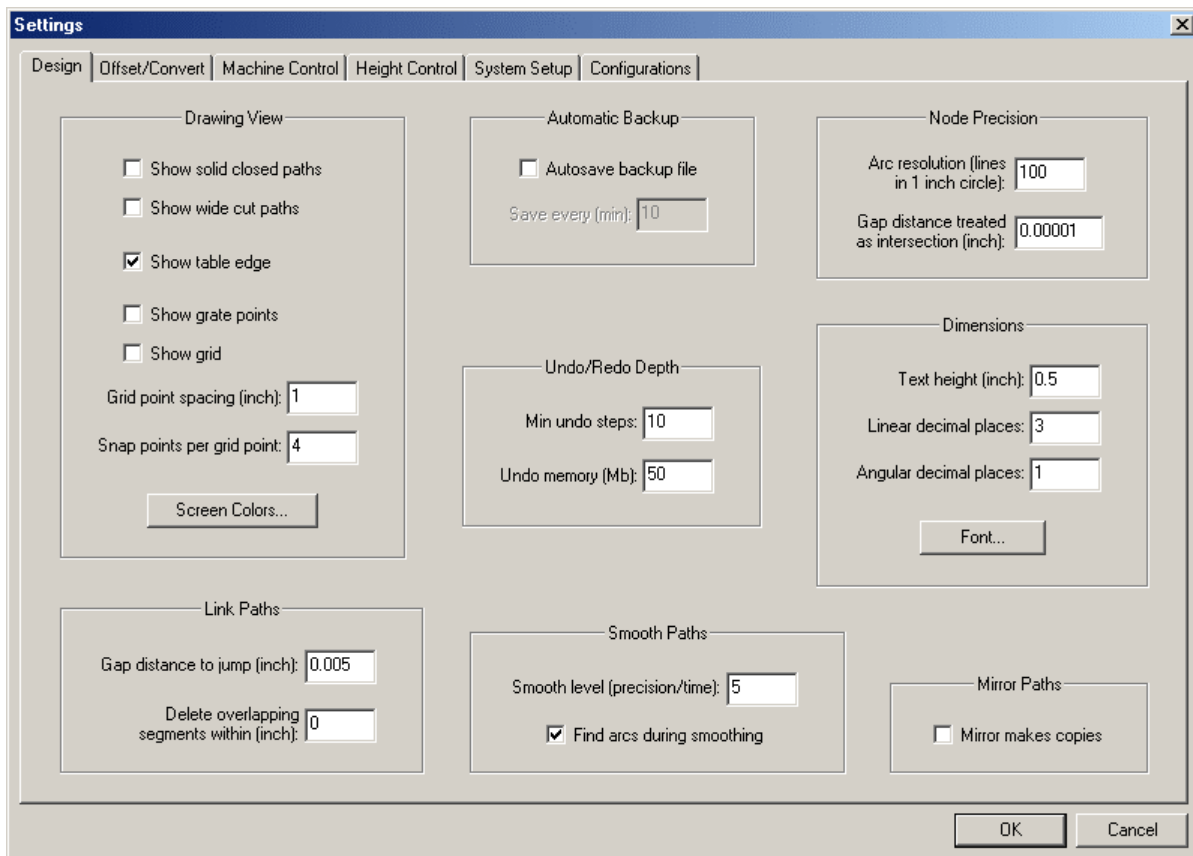 Settings
Design
Offset/Convert
Machine Control
Height Control
System Setup
Configurations
Drawing View
Show solid closed paths
Show wide cut paths
Show table edge
Show grate points
Show grid
Grid point spacing (inch): 1
Snap points per grid point: 4
Screen Colors...
Automatic Backup
Autosave backup file
Save every (min): 10
Node Precision
Arc resolution (lines
in 1 inch circle): 100
Gap distance treated
as intersection (inch): 0.00001
Undo/Redo Depth
Min undo steps: 10
Undo memory (Mb): 50
Dimensions
Text height (inch): 0.5
Linear decimal places: 3
Angular decimal places: 1
Font...
Link Paths
Gap distance to jump (inch): 0.005
Delete overlapping
segments within (inch): 0
Smooth Paths
Smooth level (precision/time): 5
Find arcs during smoothing
Mirror Paths
Mirror makes copies
OK
Cancel